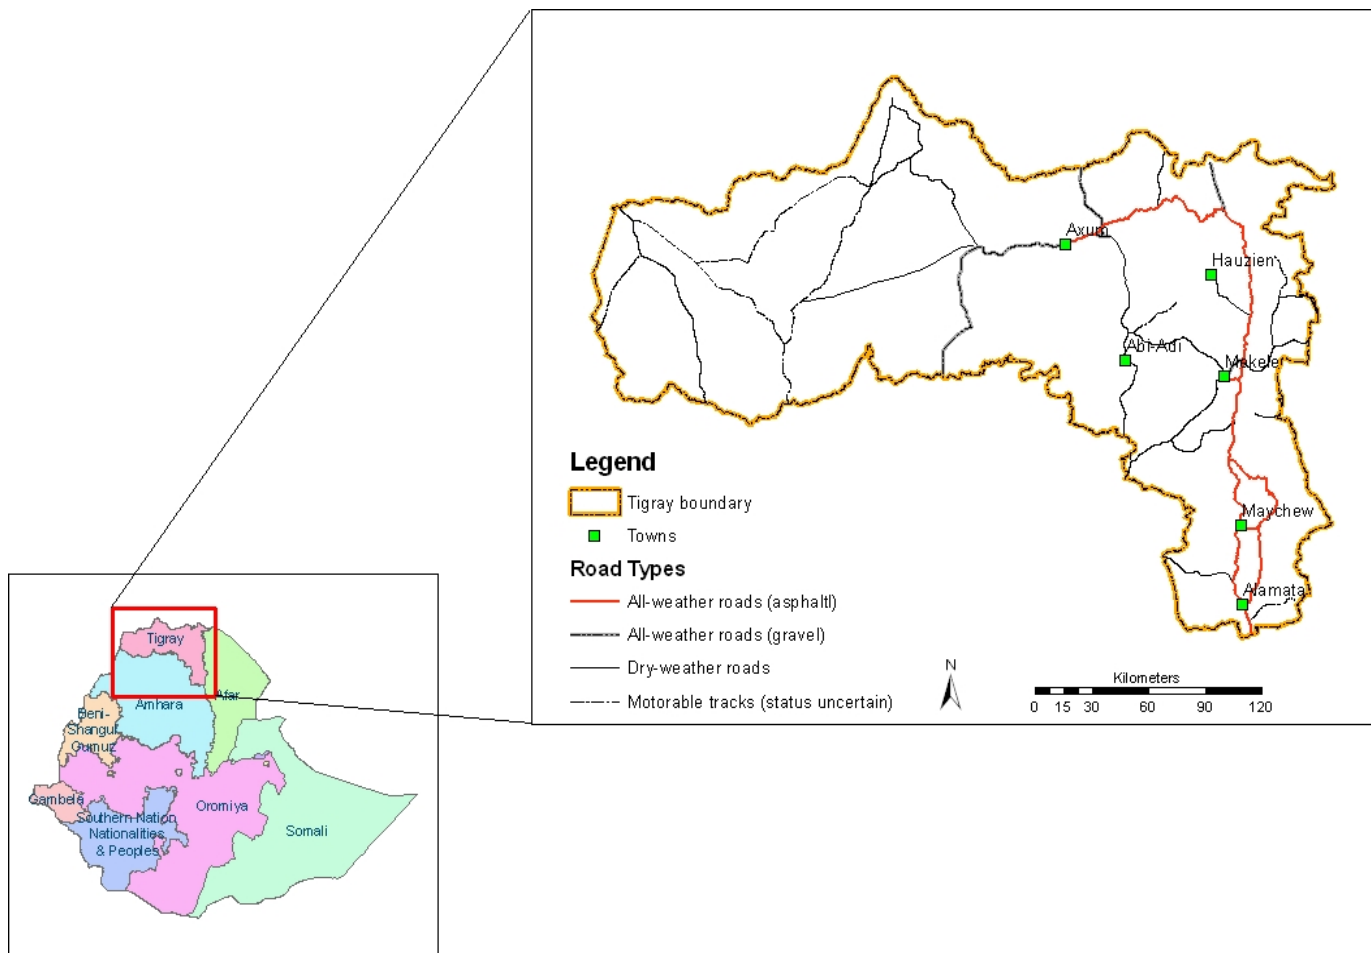 Axum
Hauzien
Abi-Adi
Mekele
Maychew
Alamata
Legend
Tigray boundary
Towns
Road Types
All-weather roads (asphaltl)
All-weather roads (gravel)
Dry-weather roads
Motorable tracks (status uncertain)
N
Kilometers
0 15 30 60 90 120
Tigray
Afar
Amhara
Beni-
Shangul
Gumuz
Gambela
Southern Nation
Nationalities
& Peoples
Oromiya
Somali